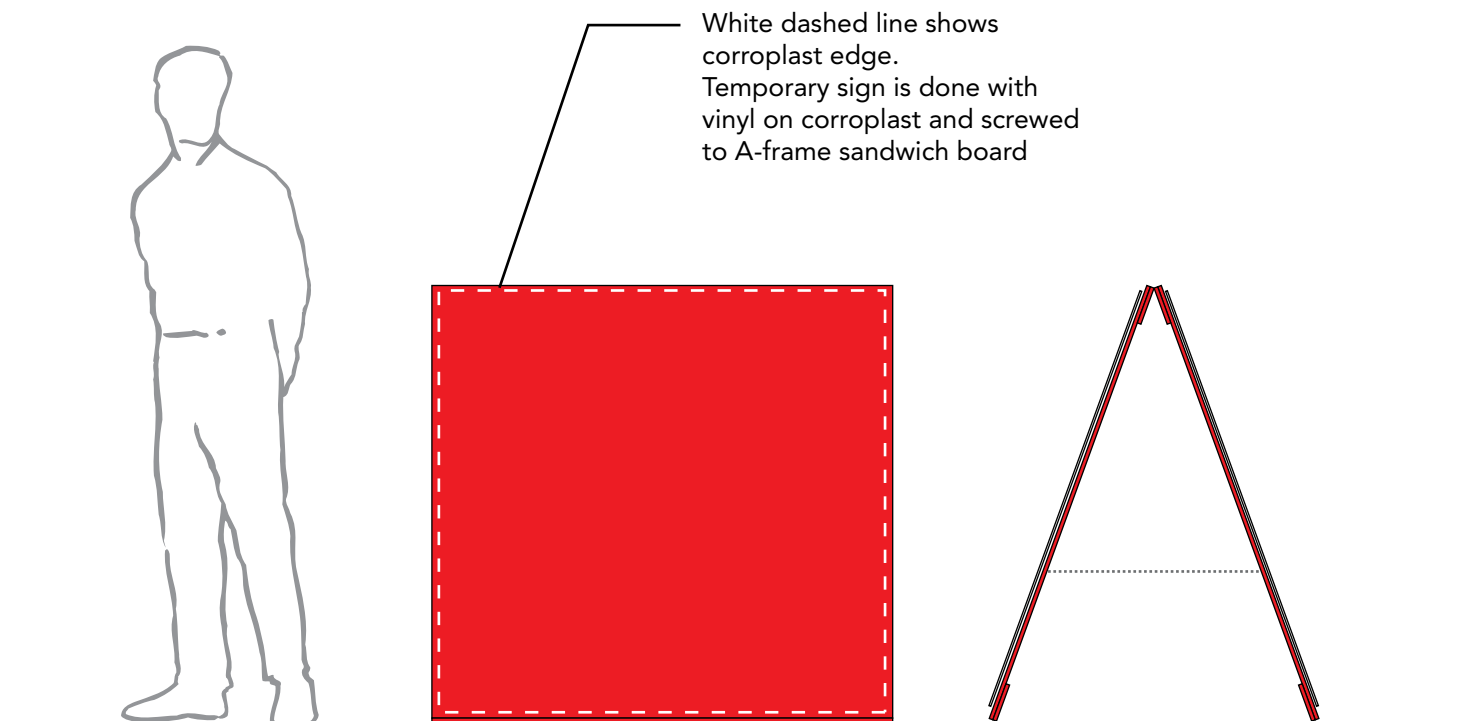 White dashed line shows
corroplast edge.
Temporary sign is done with
vinyl on corroplast and screwed
to A-frame sandwich board